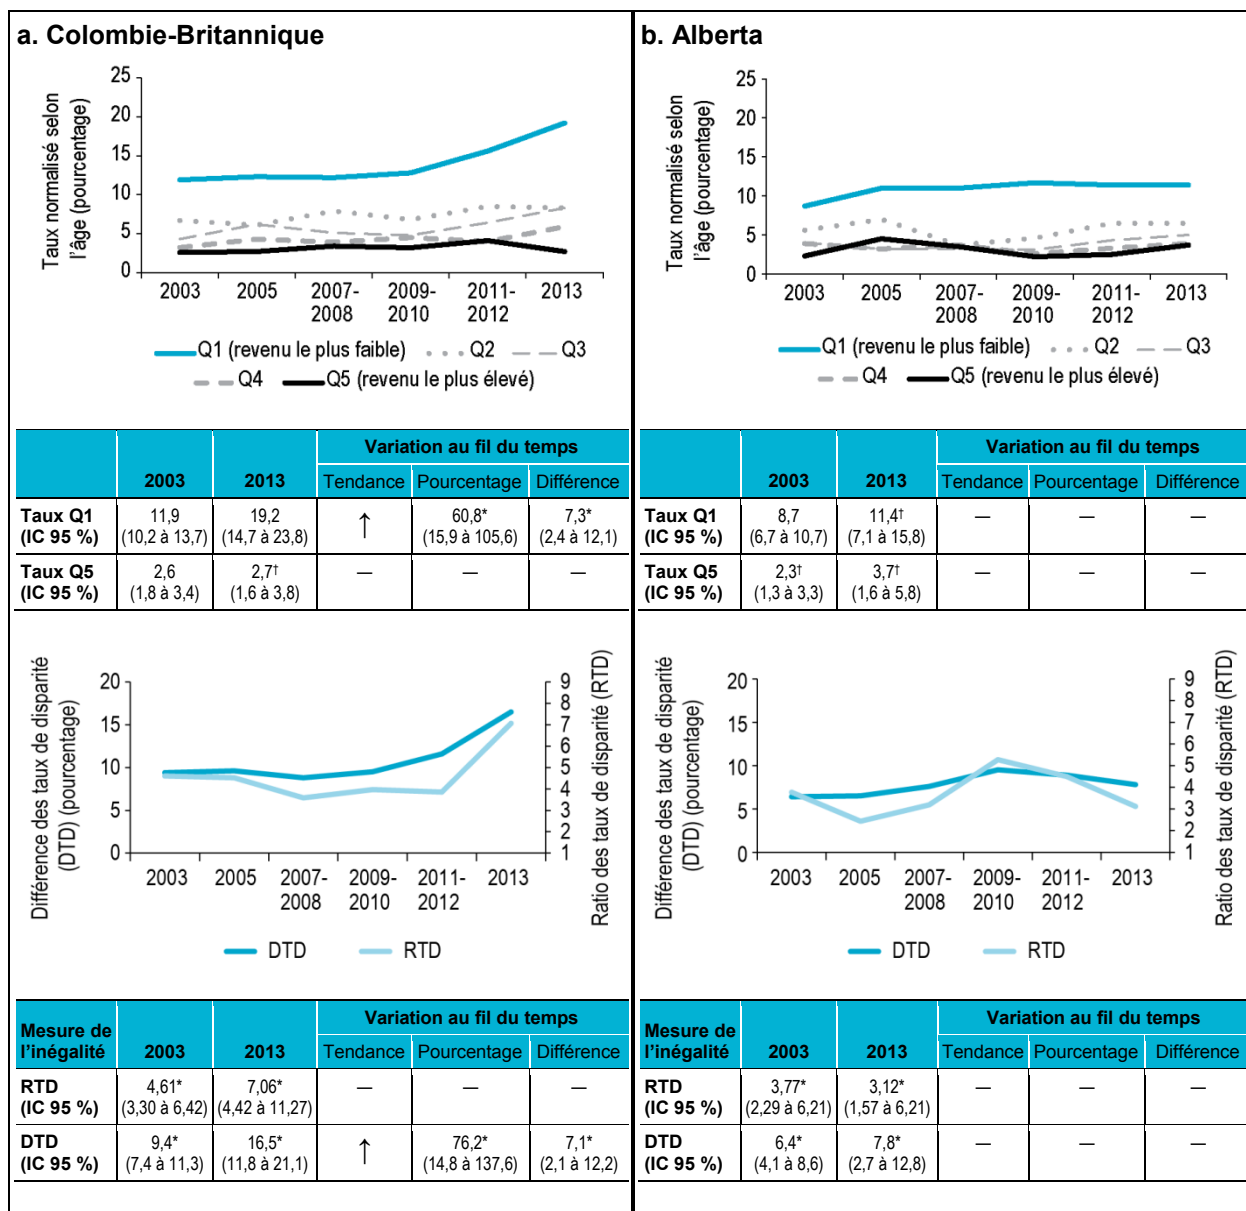 a. Colombie-Britannique
Taux normalisé selon
l'âge (pourcentage)
25
20
15
10
5
0
2003 2005 2007-2008 2009-2010 2011-2012 2013
Q1 (revenu le plus faible) Q2 Q3
Q4 Q5 (revenu le plus élevé)
Variation au fil du temps
2003 2013 Tendance Pourcentage Différence
Taux Q1 11,9 19,2 ↑ 60,8* 7,3*
(IC 95 %) (10,2 à 13,7) (14,7 à 23,8) (15,9 à 105,6) (2,4 à 12,1)
Taux Q5 2,6 2,7† — — —
(IC 95 %) (1,8 à 3,4) (1,6 à 3,8)
Différence des taux de disparité
(DTD) (pourcentage)
20
15
10
5
0
Ratio des taux de disparité (RTD)
9
8
7
6
5
4
3
2
1
2003 2005 2007-2008 2009-2010 2011-2012 2013
DTD RTD
Mesure de l'inégalité 2003 2013 Variation au fil du temps
Tendance Pourcentage Différence
RTD 4,61* 7,06* — — —
(IC 95 %) (3,30 à 6,42) (4,42 à 11,27)
DTD 9,4* 16,5* ↑ 76,2* 7,1*
(IC 95 %) (7,4 à 11,3) (11,8 à 21,1) (14,8 à 137,6) (2,1 à 12,2)
b. Alberta
Taux normalisé selon
l'âge (pourcentage)
25
20
15
10
5
0
2003 2005 2007-2008 2009-2010 2011-2012 2013
Q1 (revenu le plus faible) Q2 Q3
Q4 Q5 (revenu le plus élevé)
Variation au fil du temps
2003 2013 Tendance Pourcentage Différence
Taux Q1 8,7 11,4† — — —
(IC 95 %) (6,7 à 10,7) (7,1 à 15,8)
Taux Q5 2,3† 3,7† — — —
(IC 95 %) (1,3 à 3,3) (1,6 à 5,8)
Différence des taux de disparité
(DTD) (pourcentage)
20
15
10
5
0
Ratio des taux de disparité (RTD)
9
8
7
6
5
4
3
2
1
2003 2005 2007-2008 2009-2010 2011-2012 2013
DTD RTD
Mesure de l'inégalité 2003 2013 Variation au fil du temps
Tendance Pourcentage Différence
RTD 3,77* 3,12* — — —
(IC 95 %) (2,29 à 6,21) (1,57 à 6,21)
DTD 6,4* 7,8* — — —
(IC 95 %) (4,1 à 8,6) (2,7 à 12,8)